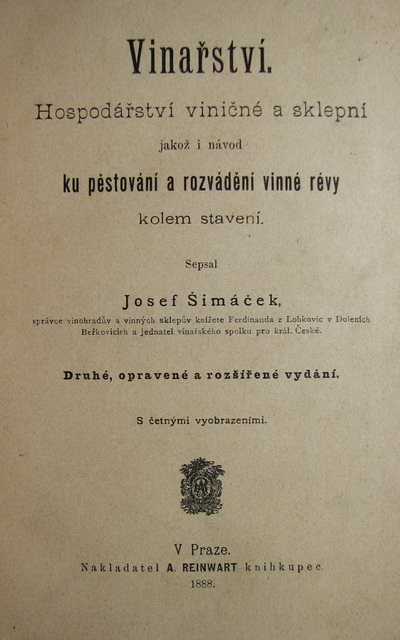 Vinařství.
Hospodářství viničné a sklepní
jakož i návod
ku pěstování a rozvádění vinné révy
kolem stavení.
Sepsal
Josef Šimáček,
správce vinohradův a vinných sklepův knížete Ferdinanda z Lobkovic v Doleních
Beřkovicích a jednatel vinařského spolku pro král. České.
Druhé, opravené a rozšířené vydání.
S četnými vyobrazeními.
V Praze.
Nakladatel A. REINWART knihkupec.
1888.